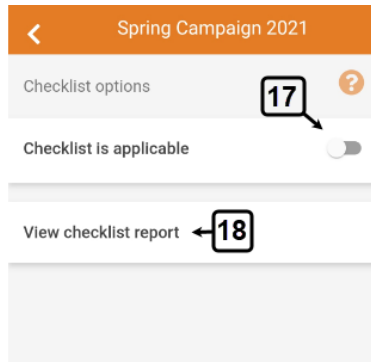 Spring Campaign 2021
Checklist options
?
17
Checklist is applicable
View checklist report
18